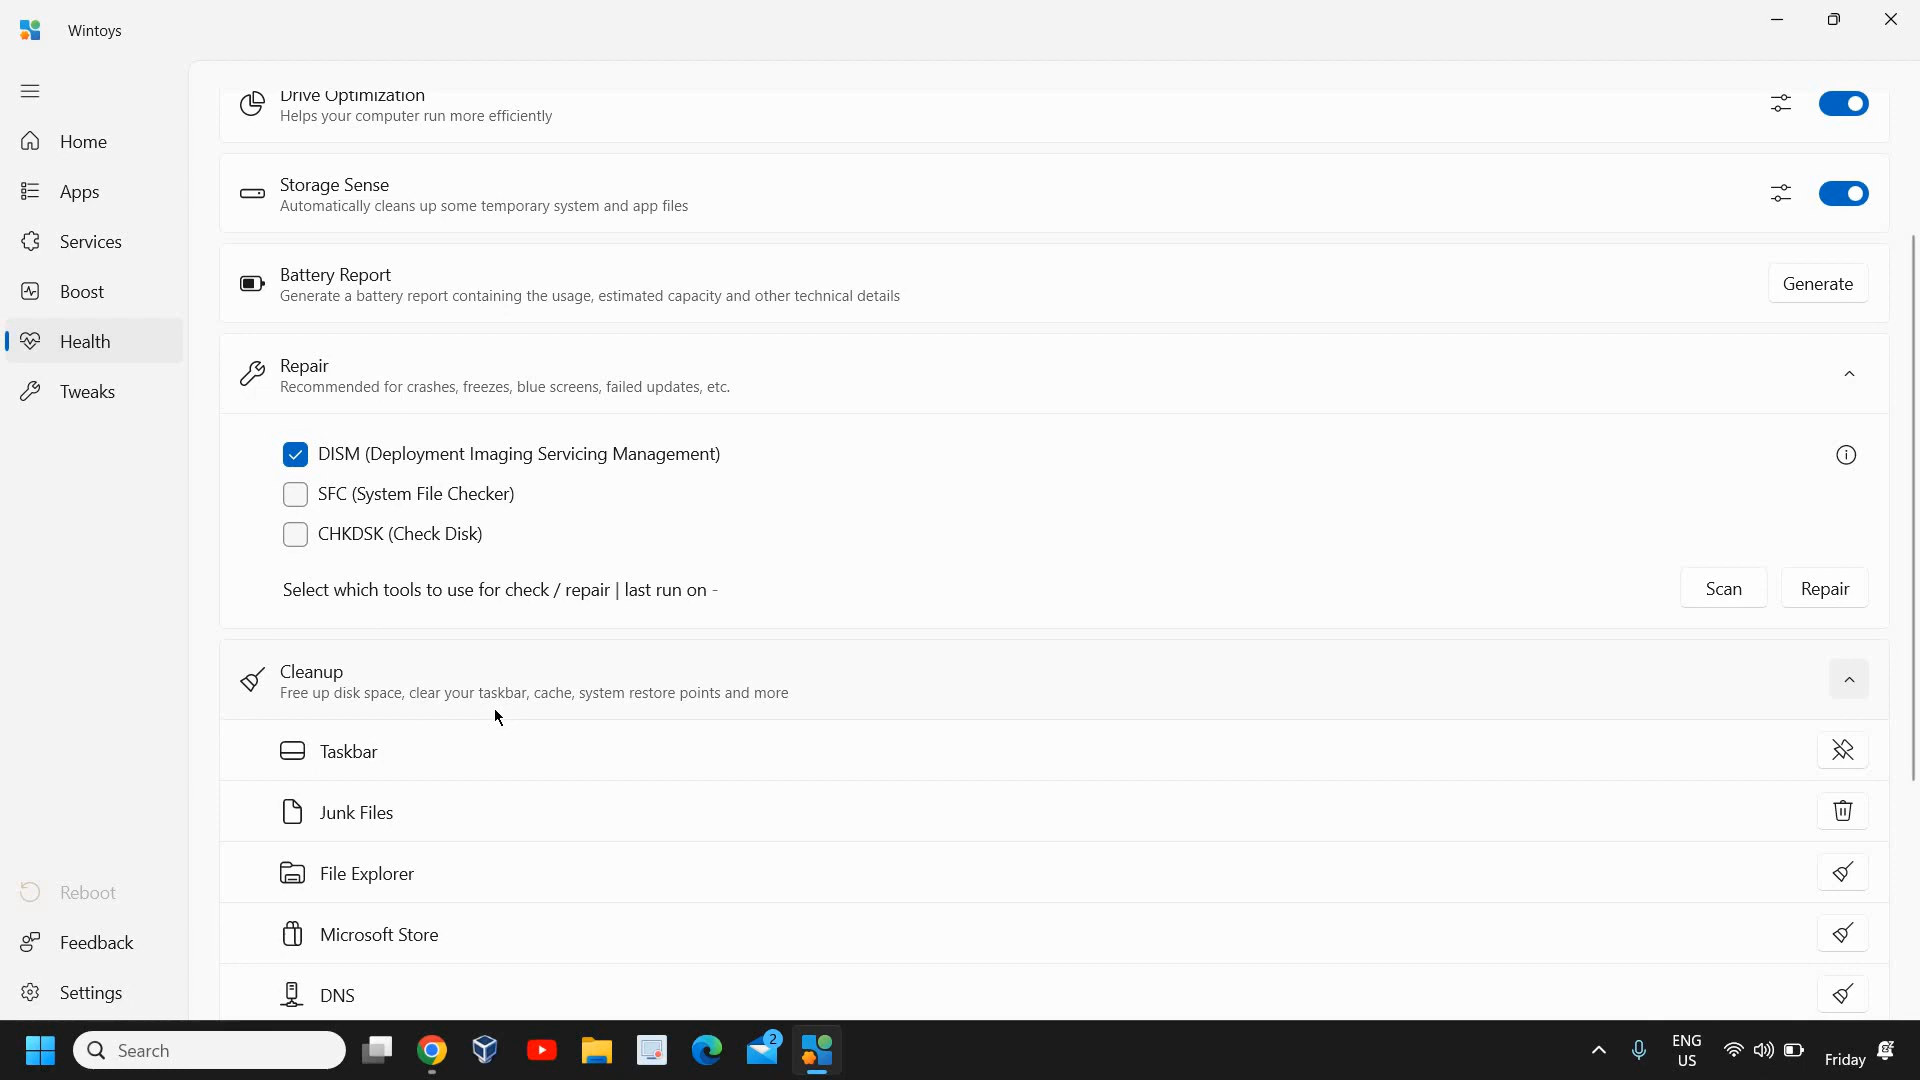 Wintoys
Drive Optimization
Helps your computer run more efficiently
Home
Storage Sense
Automatically cleans up some temporary system and app files
Apps
Services
Battery Report
Generate a battery report containing the usage, estimated capacity and other technical details
Generate
Boost
Health
Repair
Recommended for crashes, freezes, blue screens, failed updates, etc.
Tweaks
DISM (Deployment Imaging Servicing Management)
SFC (System File Checker)
CHKDSK (Check Disk)
Select which tools to use for check / repair | last run on -
Scan
Repair
Cleanup
Free up disk space, clear your taskbar, cache, system restore points and more
Taskbar
Junk Files
File Explorer
Microsoft Store
DNS
Reboot
Feedback
Settings
Search
2
ENG
US
Friday